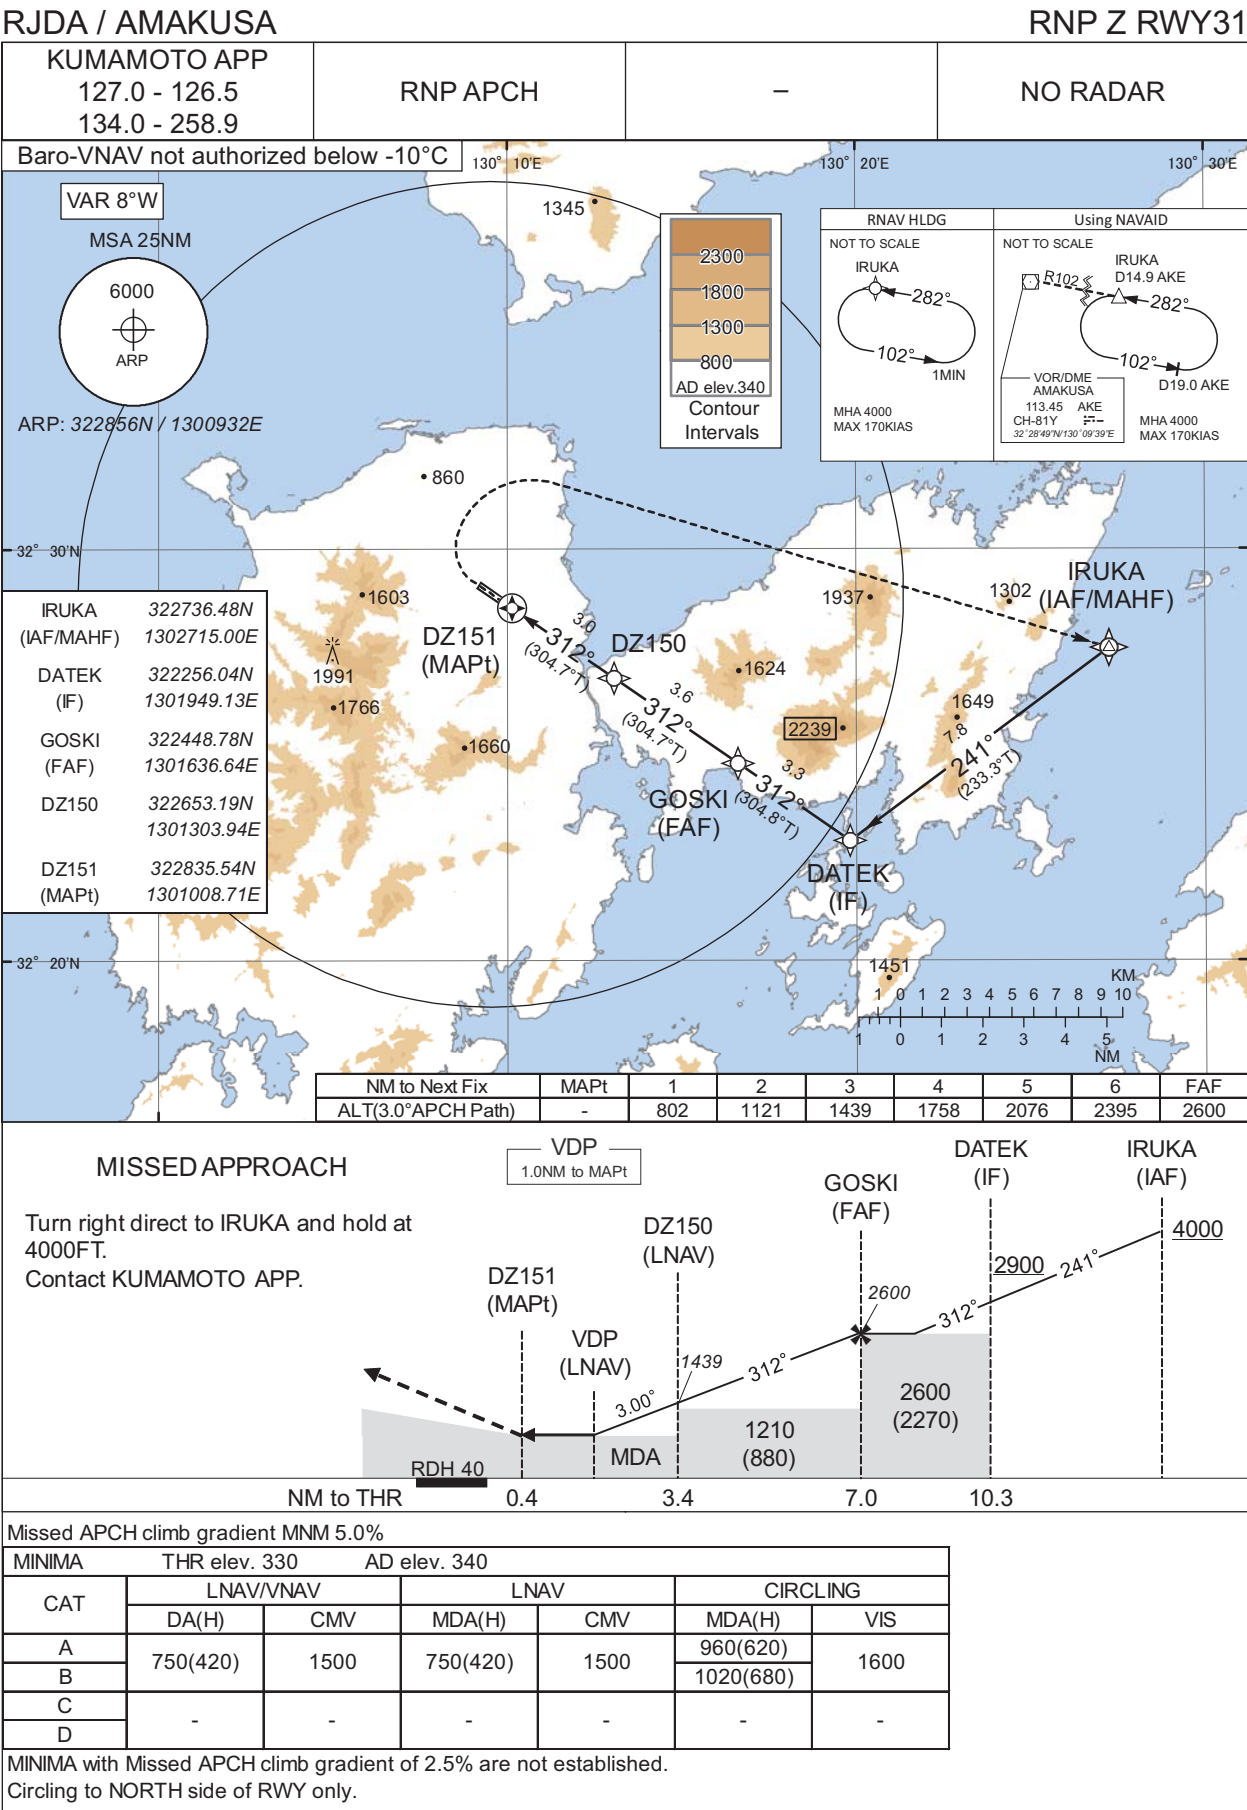 RJDA / AMAKUSA
RNP Z RWY31
KUMAMOTO APP
127.0 - 126.5
134.0 - 258.9
RNP APCH
–
NO RADAR
Baro-VNAV not authorized below -10°C
130° 10'E
130° 20'E
130° 30'E
VAR 8°W
MSA 25NM
6000
ARP
ARP: 322856N / 1300932E
1345
2300
1800
1300
800
AD elev.340
Contour
Intervals
RNAV HLDG
NOT TO SCALE
IRUKA
282°
102°
1MIN
MHA 4000
MAX 170KIAS
Using NAVAID
NOT TO SCALE
IRUKA
D14.9 AKE
R102
282°
102°
D19.0 AKE
VOR/DME
AMAKUSA
113.45 AKE
CH-81Y
32°28'49"N/130°09'39"E
MHA 4000
MAX 170KIAS
860
32° 30'N
IRUKA
(IAF/MAHF)
1302
1937
1603
IRUKA 322736.48N
(IAF/MAHF) 1302715.00E
DATEK 322256.04N
(IF) 1301949.13E
GOSKI 322448.78N
(FAF) 1301636.64E
DZ150 322653.19N
1301303.94E
DZ151 322835.54N
(MAPt) 1301008.71E
1991
1766
1660
DZ151
(MAPt)
3.0
312°
(304.7°T)
DZ150
1624
3.6
312°
(304.7°T)
2239
1649
7.8
241°
(233.3°T)
3.3
312°
(304.8°T)
GOSKI
(FAF)
DATEK
(IF)
32° 20'N
1451
KM
1 0 1 2 3 4 5 6 7 8 9 10
1 0 1 2 3 4 5
NM
NM to Next Fix MAPt 1 2 3 4 5 6 FAF
ALT(3.0°APCH Path) - 802 1121 1439 1758 2076 2395 2600
MISSED APPROACH
Turn right direct to IRUKA and hold at
4000FT.
Contact KUMAMOTO APP.
VDP
1.0NM to MAPt
DATEK
(IF)
IRUKA
(IAF)
GOSKI
(FAF)
DZ150
(LNAV)
DZ151
(MAPt)
VDP
(LNAV)
4000
2900
241°
2600
312°
1439
312°
3.00°
2600
(2270)
1210
(880)
MDA
RDH 40
NM to THR 0.4 3.4 7.0 10.3
Missed APCH climb gradient MNM 5.0%
MINIMA THR elev. 330 AD elev. 340
CAT LNAV/VNAV LNAV CIRCLING
DA(H) CMV MDA(H) CMV MDA(H) VIS
A 750(420) 1500 750(420) 1500 960(620) 1600
B 1020(680)
C - - - - - -
D
MINIMA with Missed APCH climb gradient of 2.5% are not established.
Circling to NORTH side of RWY only.